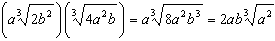 (a∛2b²)(∛4a²b) = a∛8a²b³ = 2ab∛a²